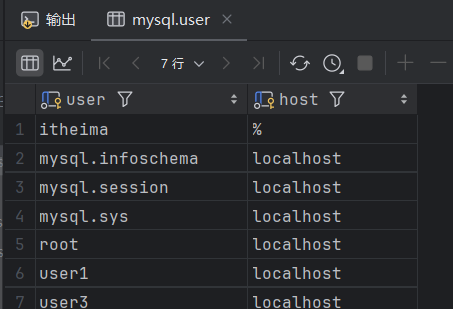 输出 mysql.user
7 行
user host
1 itheima %
2 mysql.infoschema localhost
3 mysql.session localhost
4 mysql.sys localhost
5 root localhost
6 user1 localhost
7 user3 localhost